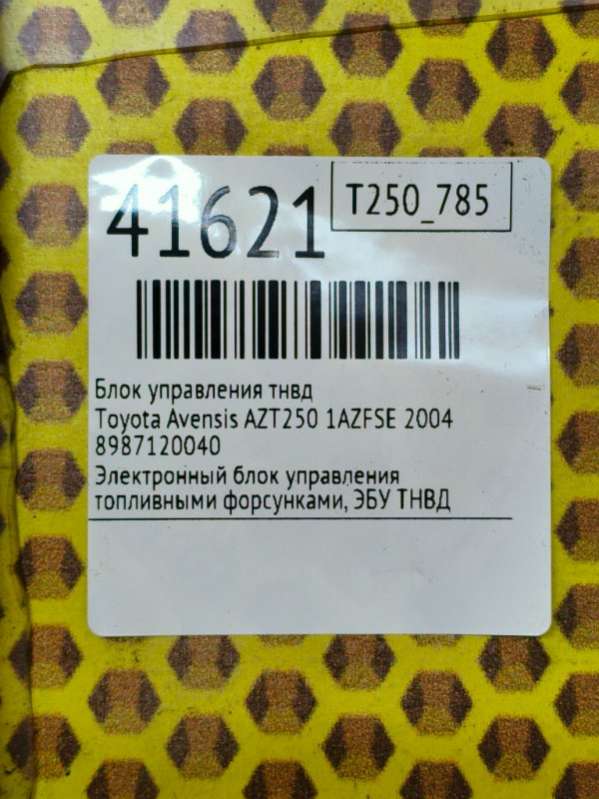 41621
T250_785
Блок управления тнвд
Toyota Avensis AZT250 1AZFSE 2004
8987120040
Электронный блок управления
топливными форсунками, ЭБУ ТНВД